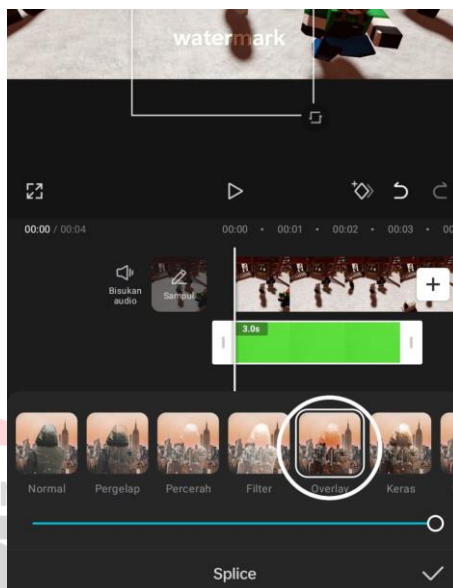 watermark
00:00 / 00:04
00:00 • 00:01 • 00:02 • 00:03 • 00
Bisukan
audio
Sampul
3.0s
Normal Pergelap Percerah Filter Overlay Keras
Splice